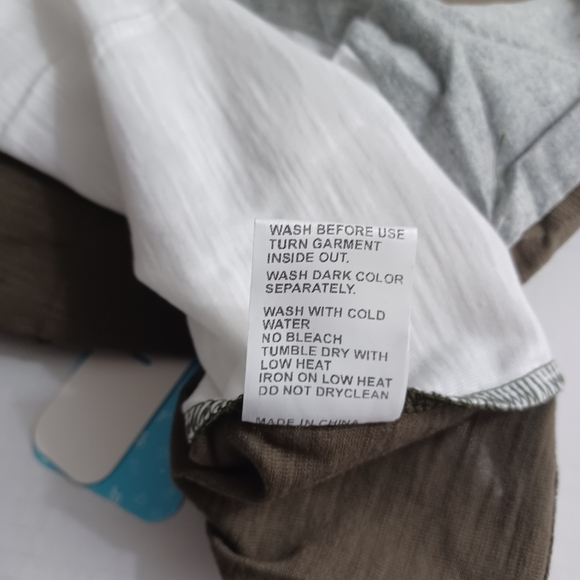 WASH BEFORE USE
TURN GARMENT
INSIDE OUT.
WASH DARK COLOR
SEPARATELY.
WASH WITH COLD
WATER
NO BLEACH
TUMBLE DRY WITH
LOW HEAT
IRON ON LOW HEAT
DO NOT DRYCLEAN
MADE IN CHINA